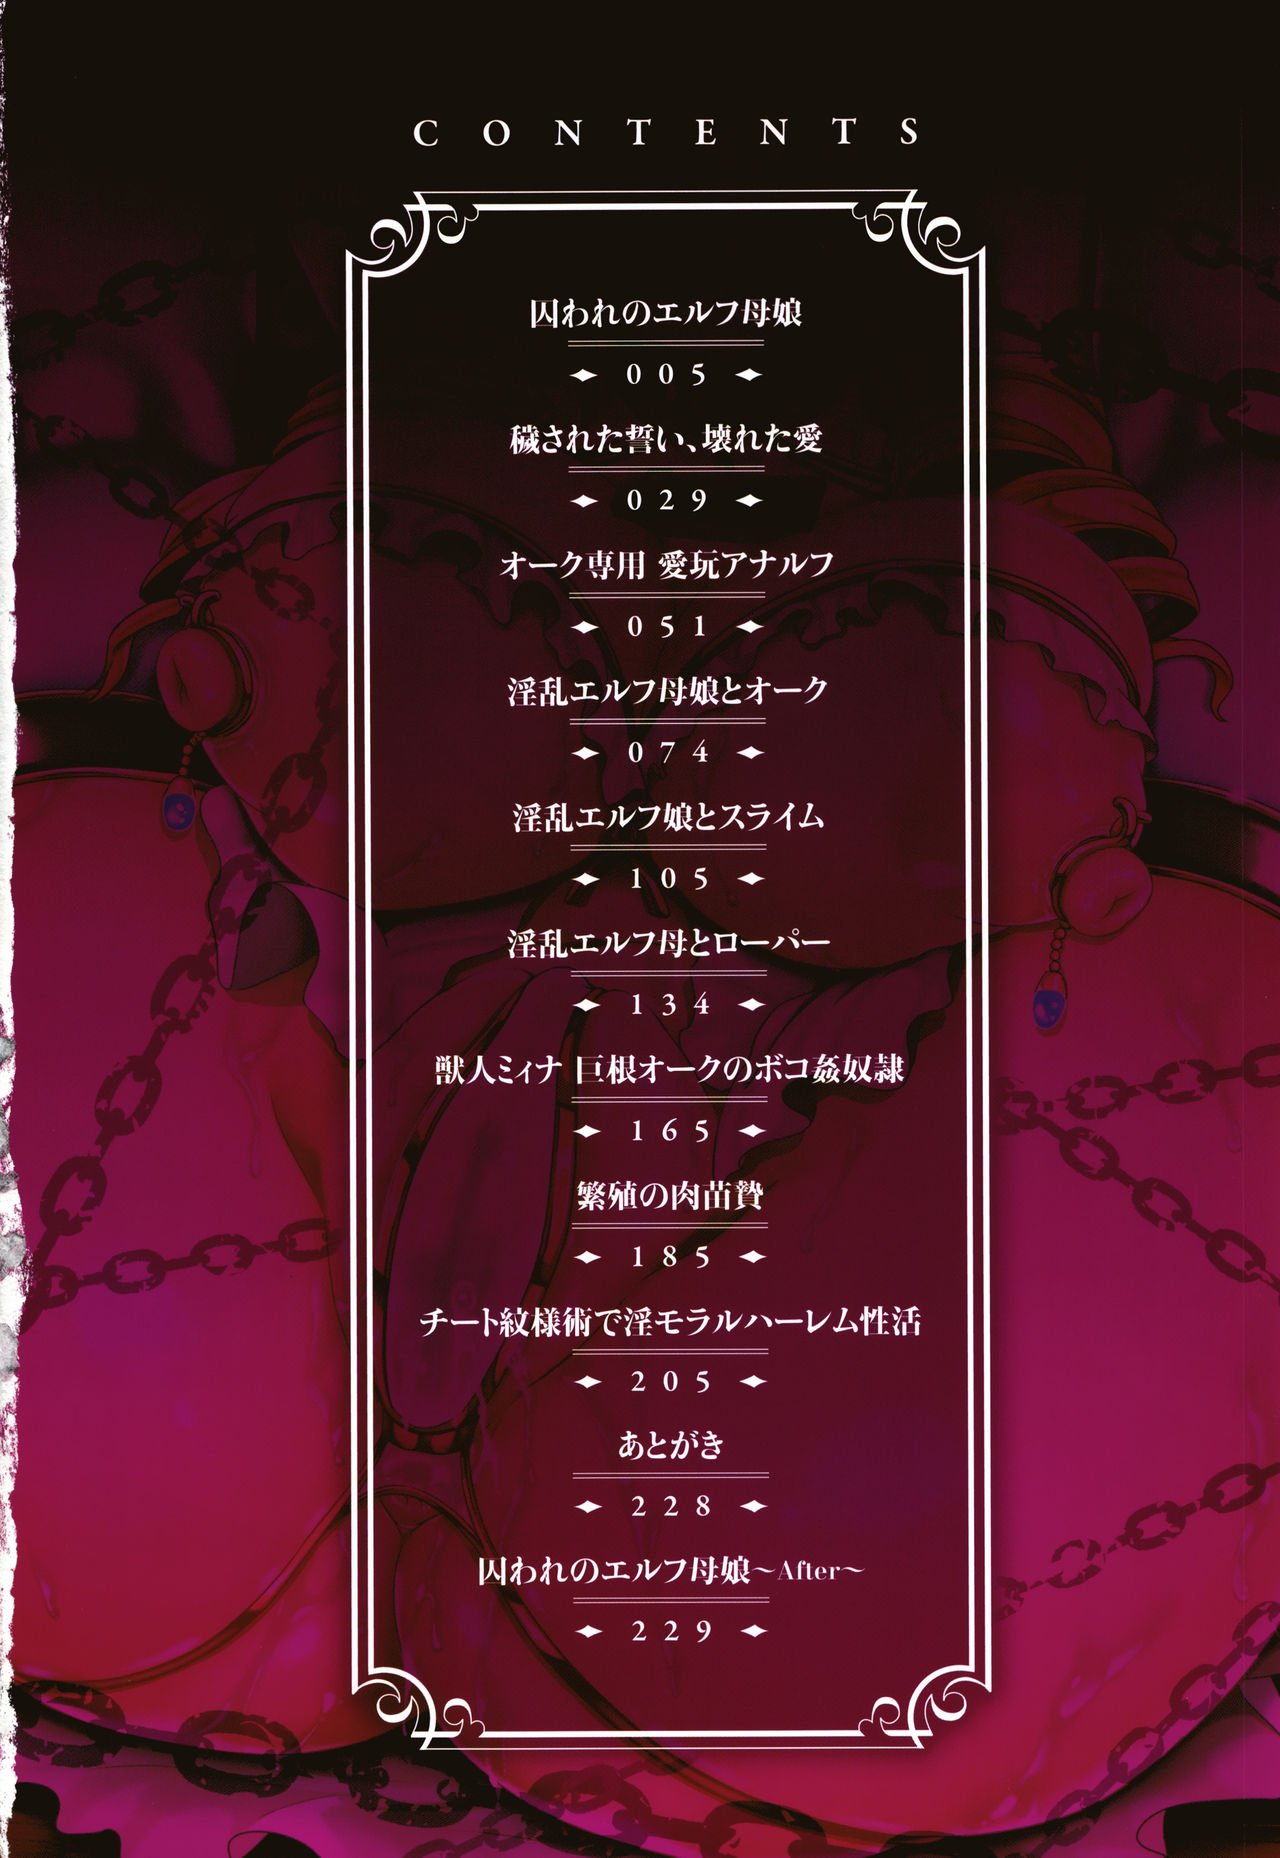 CONTENTS
囚われのエルフ母娘
005
穢された誓い、壊れた愛
029
オーク専用 愛玩アナルフ
051
淫乱エルフ母娘とオーク
074
淫乱エルフ娘とスライム
105
淫乱エルフ母とローパー
134
獣人ミィナ 巨根オークのボコ姦奴隷
165
繁殖の肉苗贄
185
チート紋様術で淫モラルハーレム性活
205
あとがき
228
囚われのエルフ母娘～After～
229